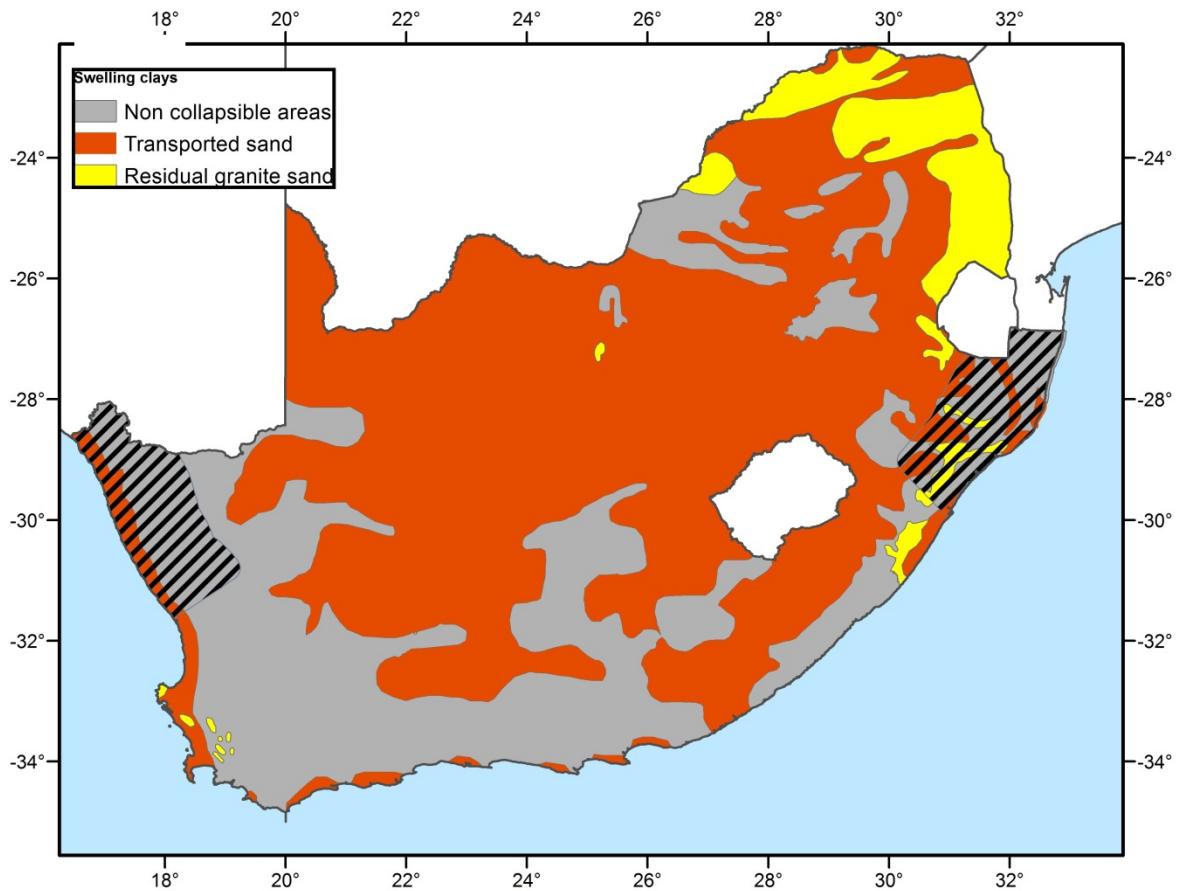 18° 20° 22° 24° 26° 28° 30° 32°
Swelling clays
Non collapsible areas
Transported sand
Residual granite sand
-24° -24°
-26° -26°
-28° -28°
-30° -30°
-32° -32°
-34° -34°
18° 20° 22° 24° 26° 28° 30° 32°